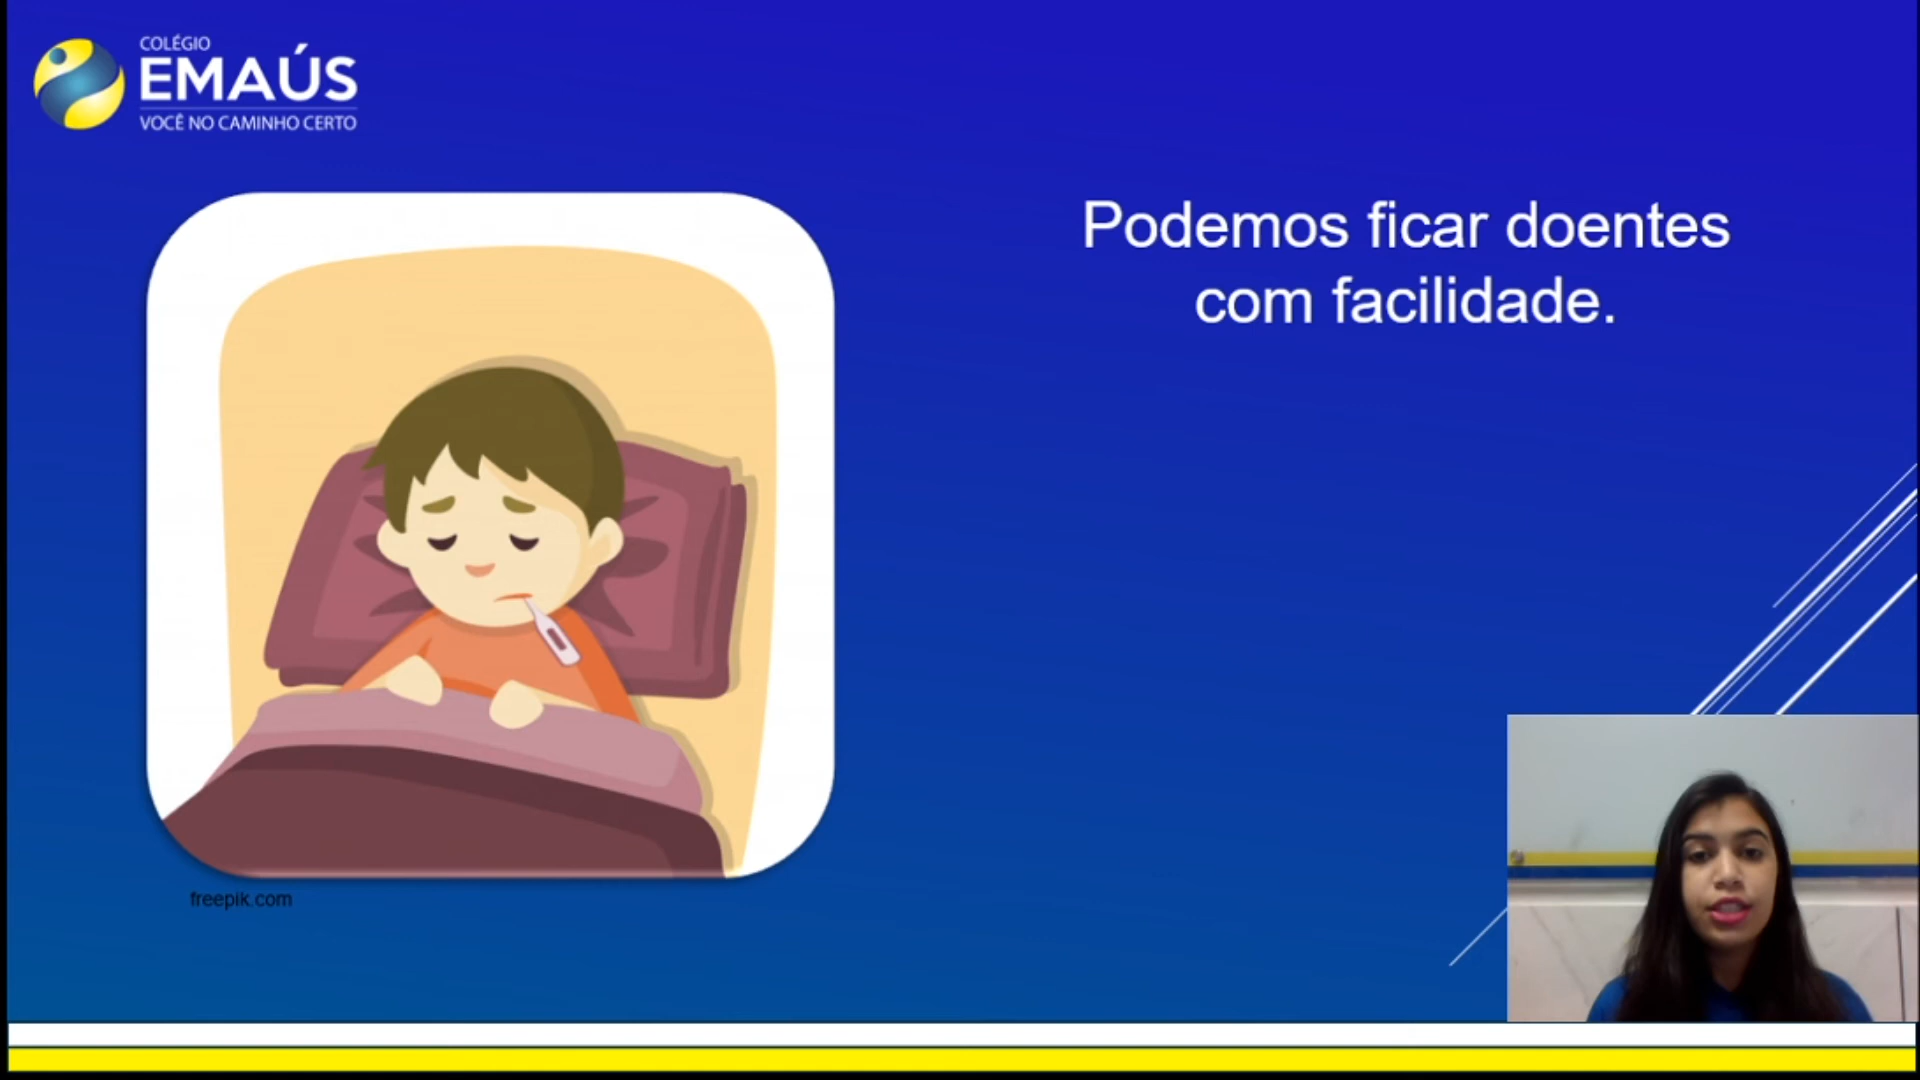 COLÉGIO
EMAÚS
VOCÊ NO CAMINHO CERTO
Podemos ficar doentes
com facilidade.
freepik.com